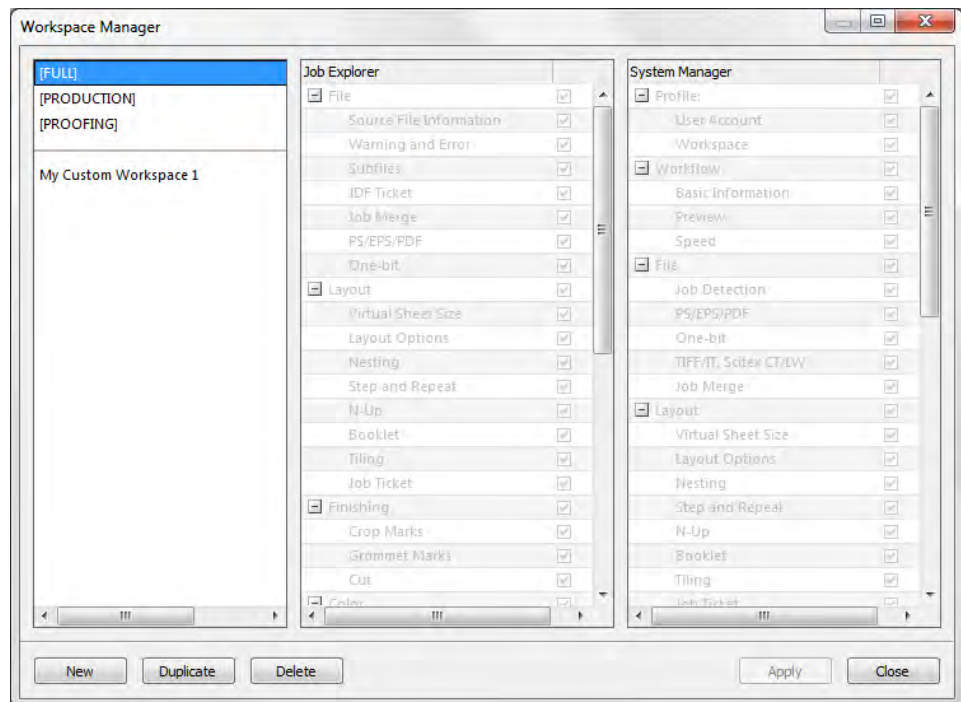 Workspace Manager
[FULL]
[PRODUCTION]
[PROOFING]
My Custom Workspace 1
Job Explorer
File
Source File Information
Warning and Error
Subfiles
JDF Ticket
Job Merge
PS/EPS/PDF
One-bit
Layout
Virtual Sheet Size
Layout Options
Nesting
Step and Repeat
N-Up
Booklet
Tiling
Job Ticket
Finishing
Crop Marks
Grommet Marks
Cut
Color
System Manager
Profile:
User Account
Workspace
Workflow
Basic Information
Preview
Speed
File
Job Detection
PS/EPS/PDF
One-bit
TIFF/IT, Scitex CT/LW
Job Merge
Layout
Virtual Sheet Size
Layout Options
Nesting
Step and Repeat
N-Up
Booklet
Tiling
Job Ticket
New
Duplicate
Delete
Apply
Close